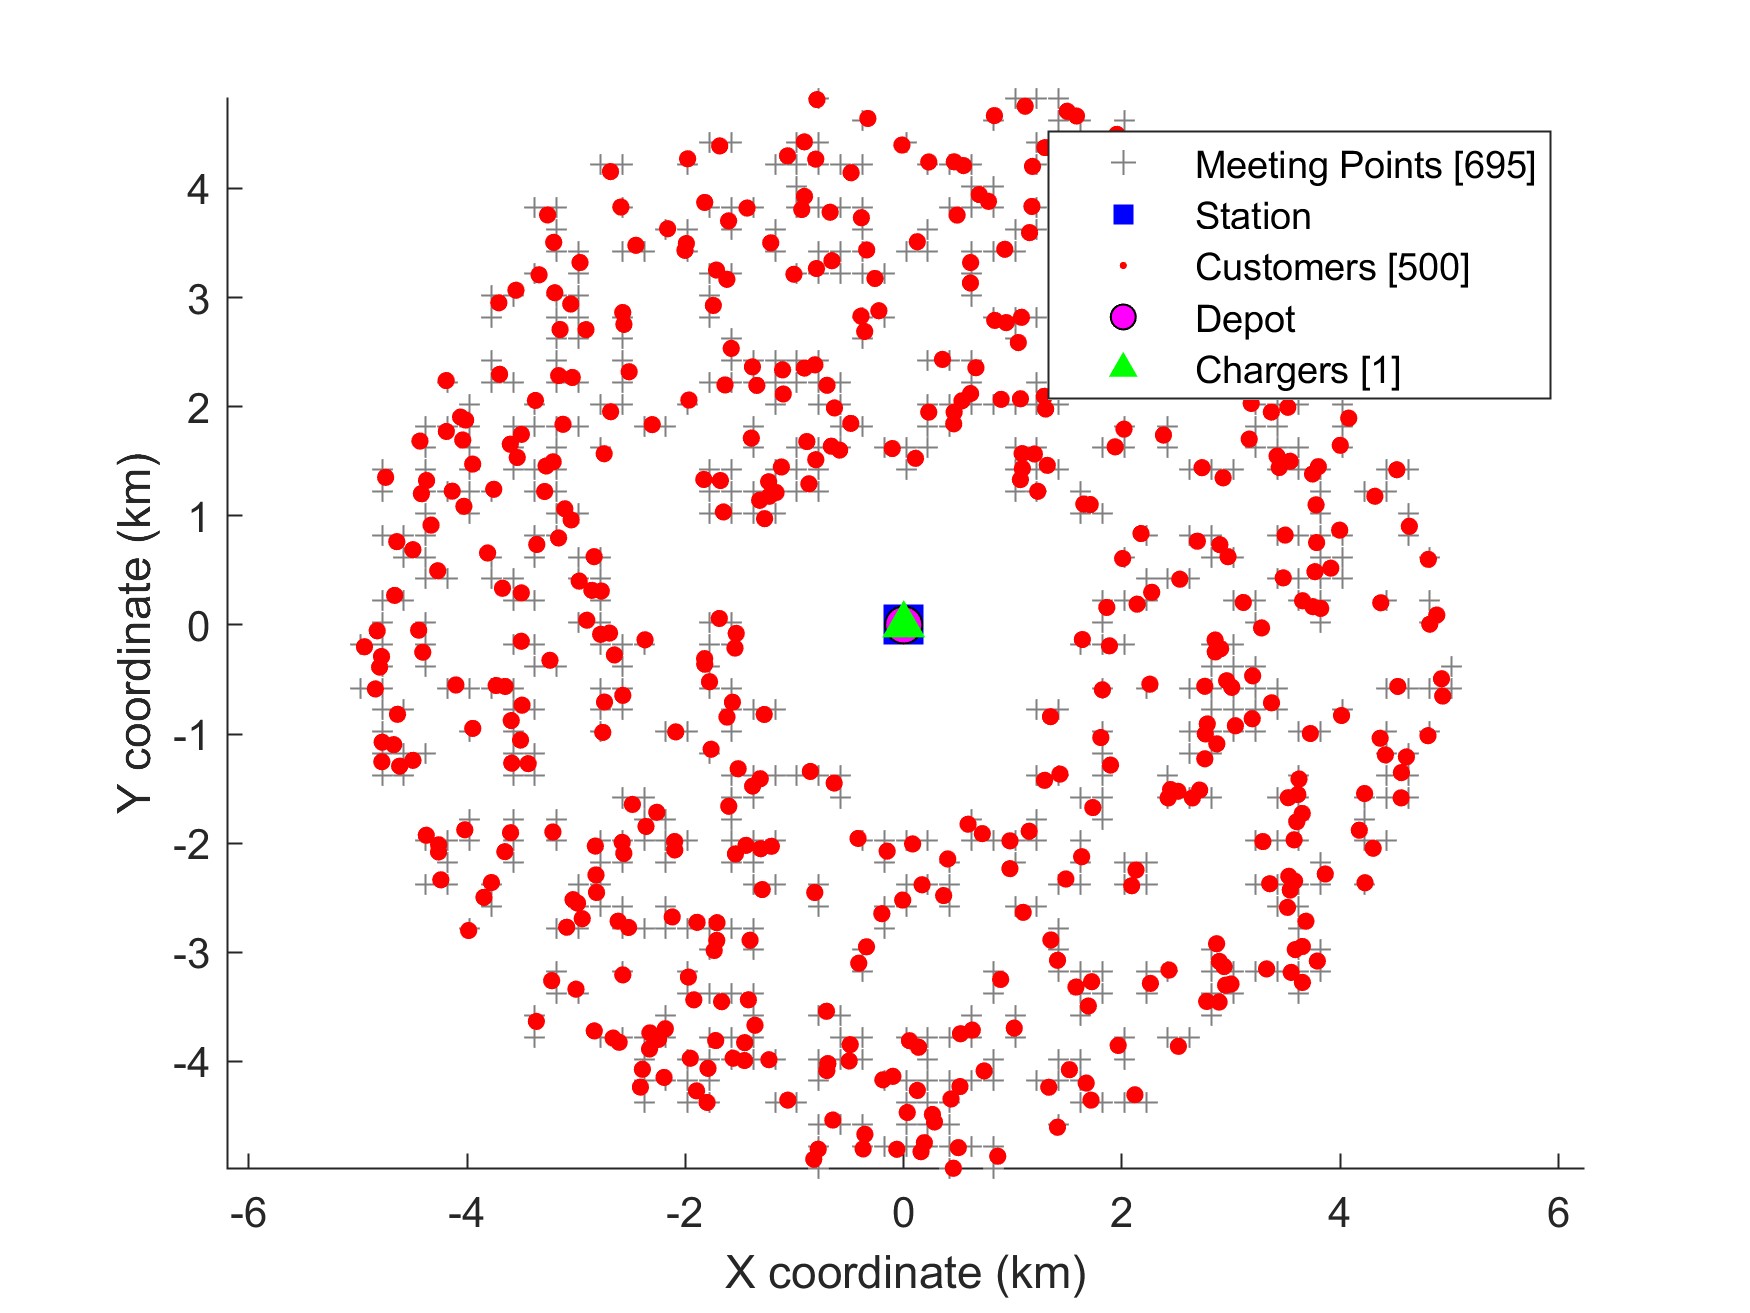 Meeting Points [695]
Station
Customers [500]
Depot
Chargers [1]
4
3
2
1
0
-1
-2
-3
-4
Y coordinate (km)
-6 -4 -2 0 2 4 6
X coordinate (km)